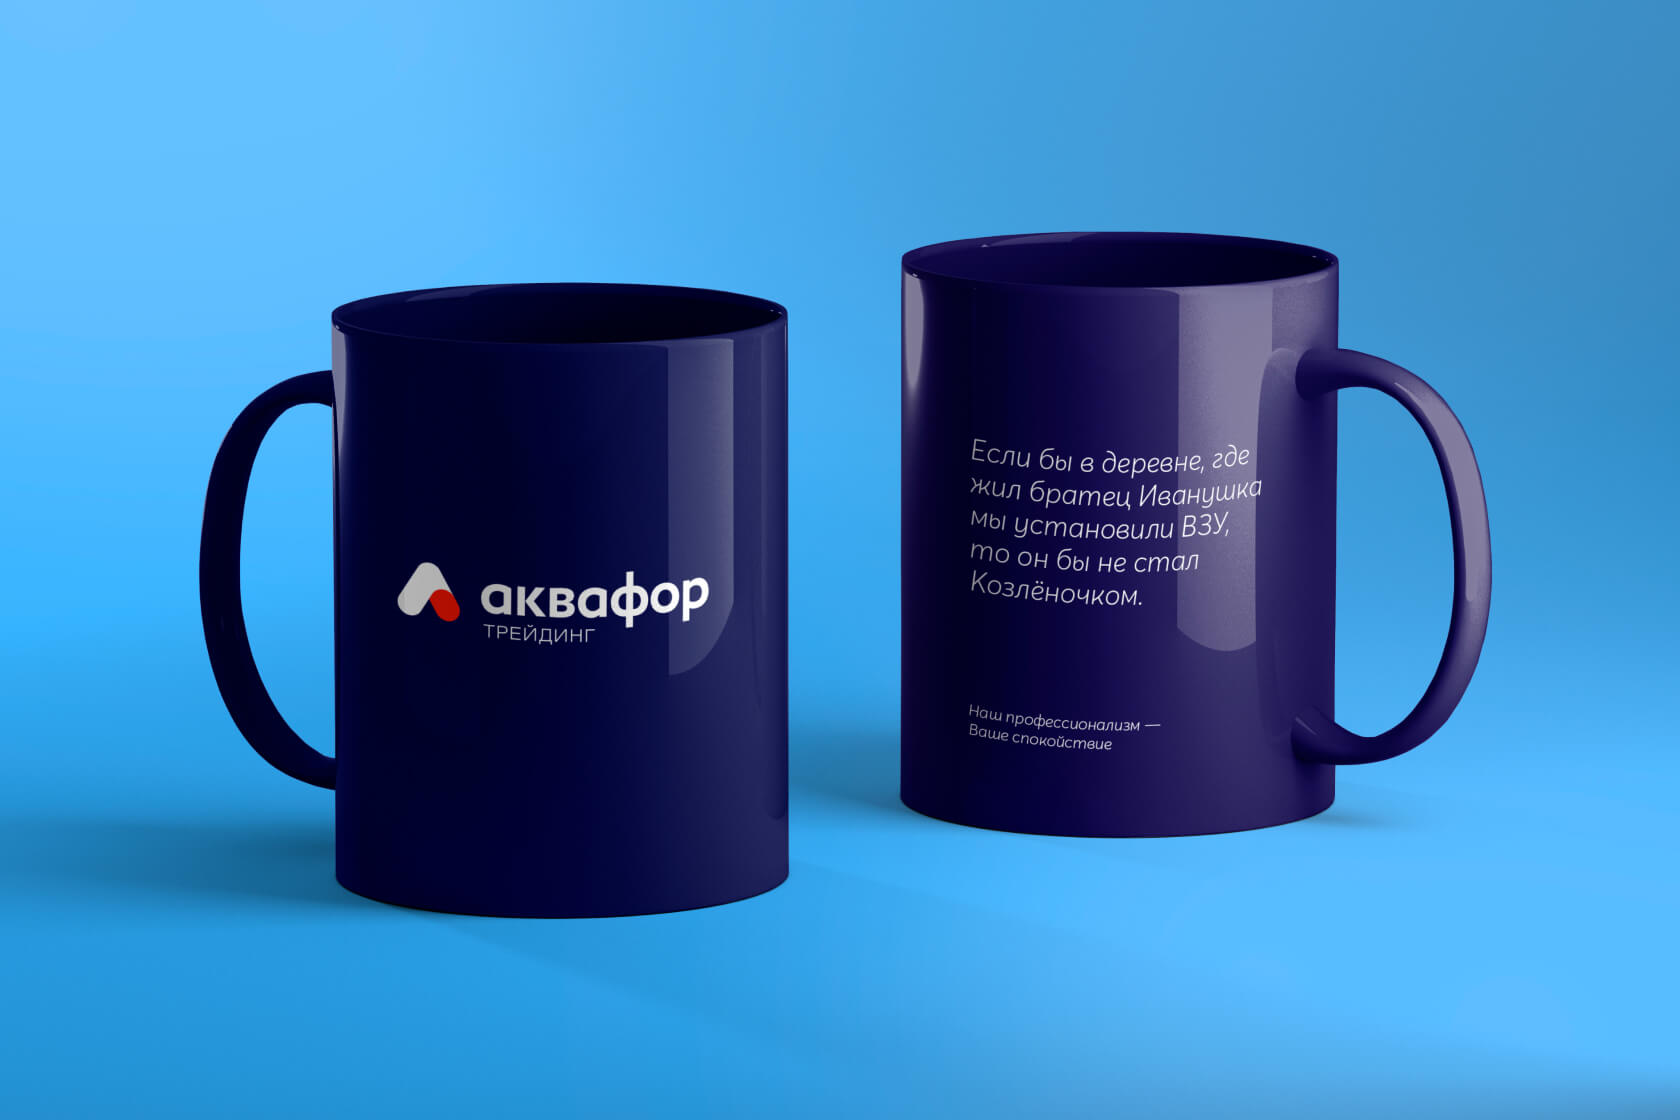 аквафор
ТРЕЙДИНГ
Если бы в деревне, где
жил братец Иванушка
мы установили ВЗУ,
то он бы не стал
Козлёночком.
Наш профессионализм —
Ваше спокойствие